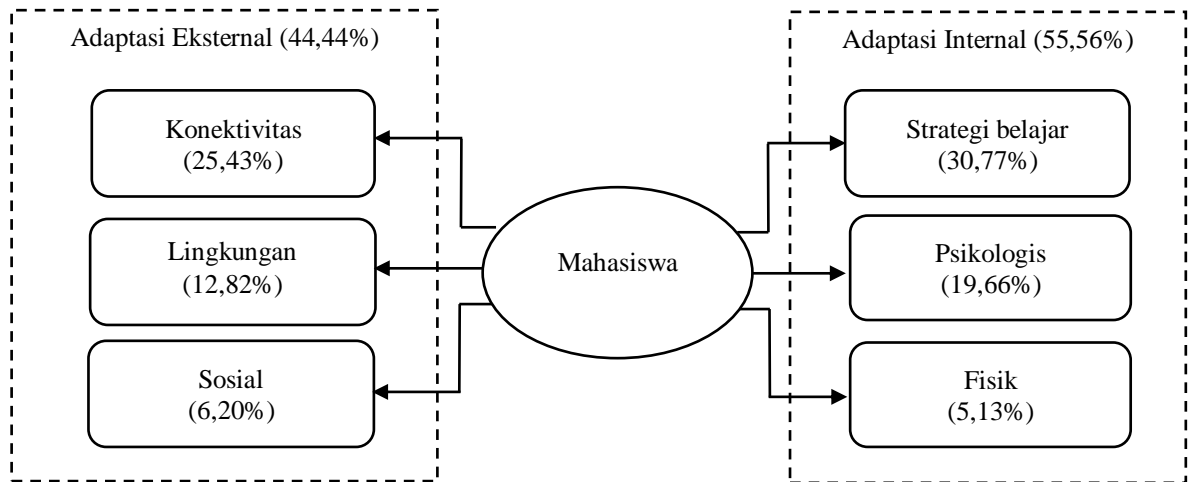 Adaptasi Eksternal (44,44%)
Konektivitas
(25,43%)
Lingkungan
(12,82%)
Sosial
(6,20%)
Mahasiswa
Adaptasi Internal (55,56%)
Strategi belajar
(30,77%)
Psikologis
(19,66%)
Fisik
(5,13%)